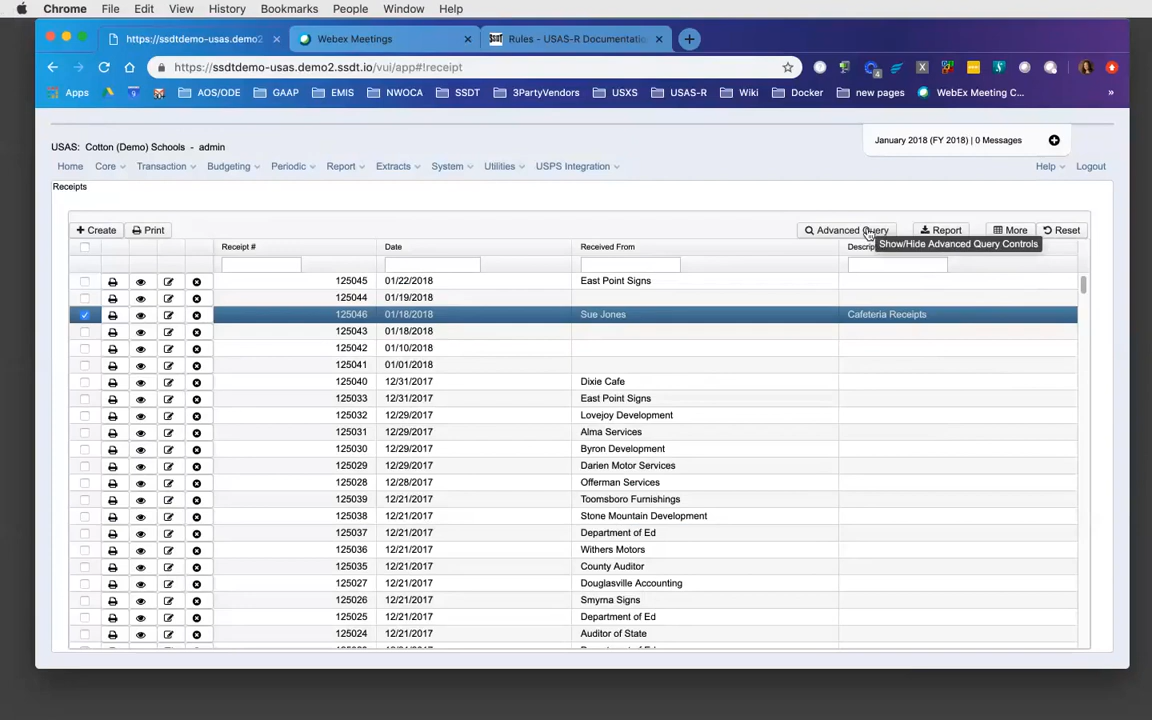 Chrome File Edit View History Bookmarks People Window Help
https://ssdtdemo-usas.demo2 Webex Meetings SSDT Rules - USAS-R Documentatio
https://ssdtdemo-usas.demo2.ssdt.io/vui/app#!receipt 4
Apps 9 AOS/ODE GAAP EMIS NWOCA SSDT 3PartyVendors USXS USAS-R Wiki Docker new pages WebEx Meeting C... »
January 2018 (FY 2018) | 0 Messages
USAS: Cotton (Demo) Schools - admin
Home Core Transaction Budgeting Periodic Report Extracts System Utilities USPS Integration Help Logout
Receipts
Create Print Advanced Query Report More Reset
Show/Hide Advanced Query Controls
Receipt # Date Received From
125045 01/22/2018 East Point Signs
125044 01/19/2018
125046 01/18/2018 Sue Jones Cafeteria Receipts
125043 01/18/2018
125042 01/10/2018
125041 01/01/2018
125040 12/31/2017 Dixie Cafe
125033 12/31/2017 East Point Signs
125032 12/29/2017 Lovejoy Development
125031 12/29/2017 Alma Services
125030 12/29/2017 Byron Development
125029 12/29/2017 Darien Motor Services
125028 12/28/2017 Offerman Services
125039 12/21/2017 Toomsboro Furnishings
125038 12/21/2017 Stone Mountain Development
125037 12/21/2017 Department of Ed
125036 12/21/2017 Withers Motors
125035 12/21/2017 County Auditor
125027 12/21/2017 Douglasville Accounting
125026 12/21/2017 Smyrna Signs
125025 12/21/2017 Department of Ed
125024 12/21/2017 Auditor of State